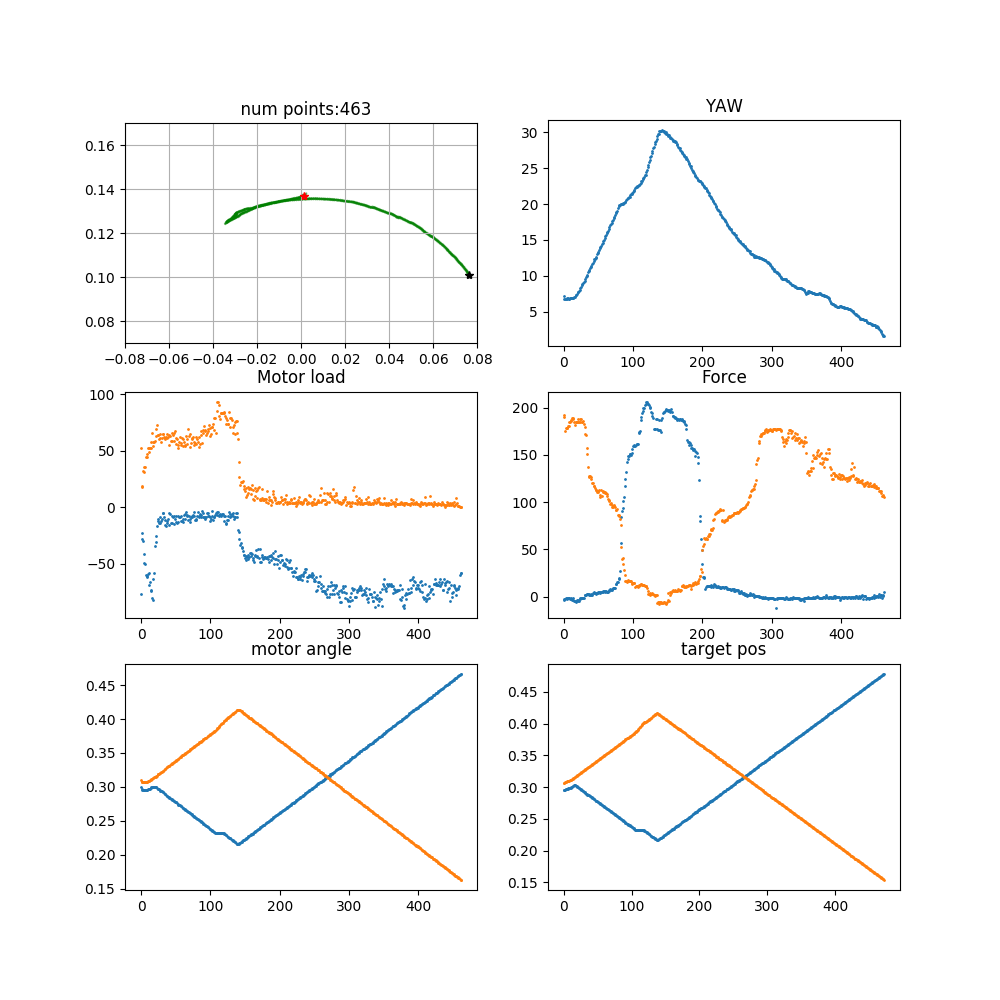 num points:463
0.16
0.14
0.12
0.10
0.08
−0.08 −0.06 −0.04 −0.02 0.00 0.02 0.04 0.06 0.08
YAW
30
25
20
15
10
5
0 100 200 300 400
Motor load
100
50
0
−50
0 100 200 300 400
Force
200
150
100
50
0
0 100 200 300 400
motor angle
0.45
0.40
0.35
0.30
0.25
0.20
0.15
0 100 200 300 400
target pos
0.45
0.40
0.35
0.30
0.25
0.20
0.15
0 100 200 300 400